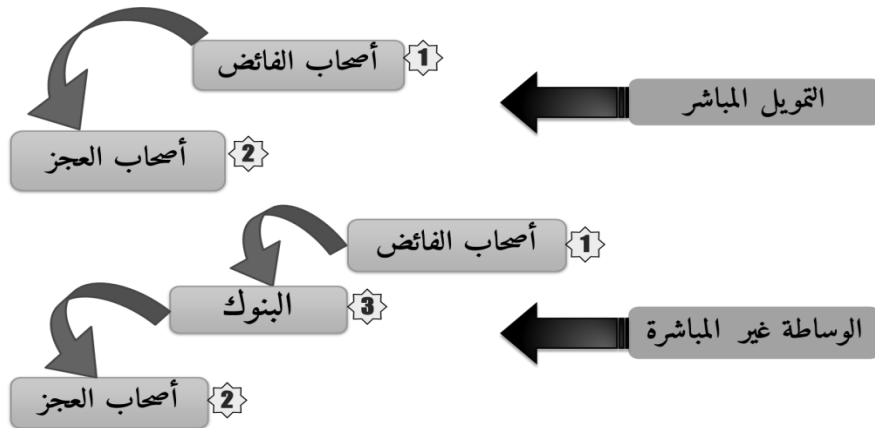 أصحاب الفائض
1
التمويل المباشر
أصحاب العجز
2
أصحاب الفائض
1
البنوك
3
الوساطة غير المباشرة
أصحاب العجز
2